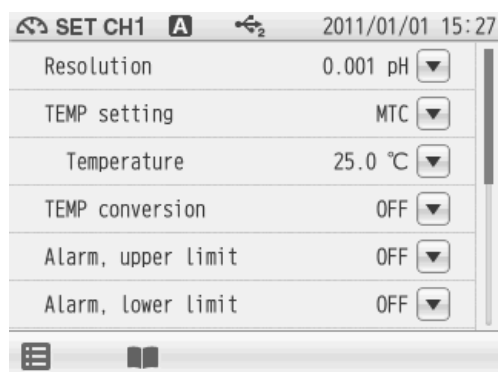 SET CH1 A 2 2011/01/01 15:27
Resolution 0.001 pH
TEMP setting MTC
Temperature 25.0 ℃
TEMP conversion OFF
Alarm, upper limit OFF
Alarm, lower limit OFF